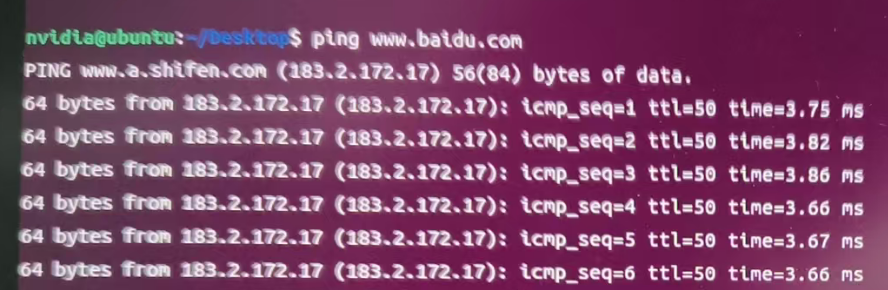 nvidia@ubuntu:~/Desktop$ ping www.baidu.com
PING www.a.shifen.com (183.2.172.17) 56(84) bytes of data.
64 bytes from 183.2.172.17 (183.2.172.17): icmp_seq=1 ttl=50 time=3.75 ms
64 bytes from 183.2.172.17 (183.2.172.17): icmp_seq=2 ttl=50 time=3.82 ms
64 bytes from 183.2.172.17 (183.2.172.17): icmp_seq=3 ttl=50 time=3.86 ms
64 bytes from 183.2.172.17 (183.2.172.17): icmp_seq=4 ttl=50 time=3.66 ms
64 bytes from 183.2.172.17 (183.2.172.17): icmp_seq=5 ttl=50 time=3.67 ms
64 bytes from 183.2.172.17 (183.2.172.17): icmp_seq=6 ttl=50 time=3.66 ms